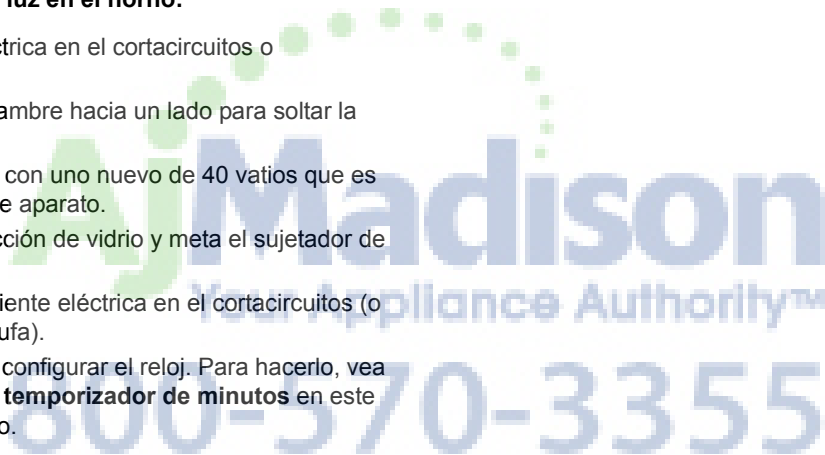 luz en el horno:
trica en el cortacircuitos o
ambre hacia un lado para soltar la
con uno nuevo de 40 vatios que es
e aparato.
cción de vidrio y meta el sujetador de
iente eléctrica en el cortacircuitos (o
ufa).
configurar el reloj. Para hacerlo, vea
temporizador de minutos en este
o.
AjMadison
Your Appliance Authority™
800-570-3355